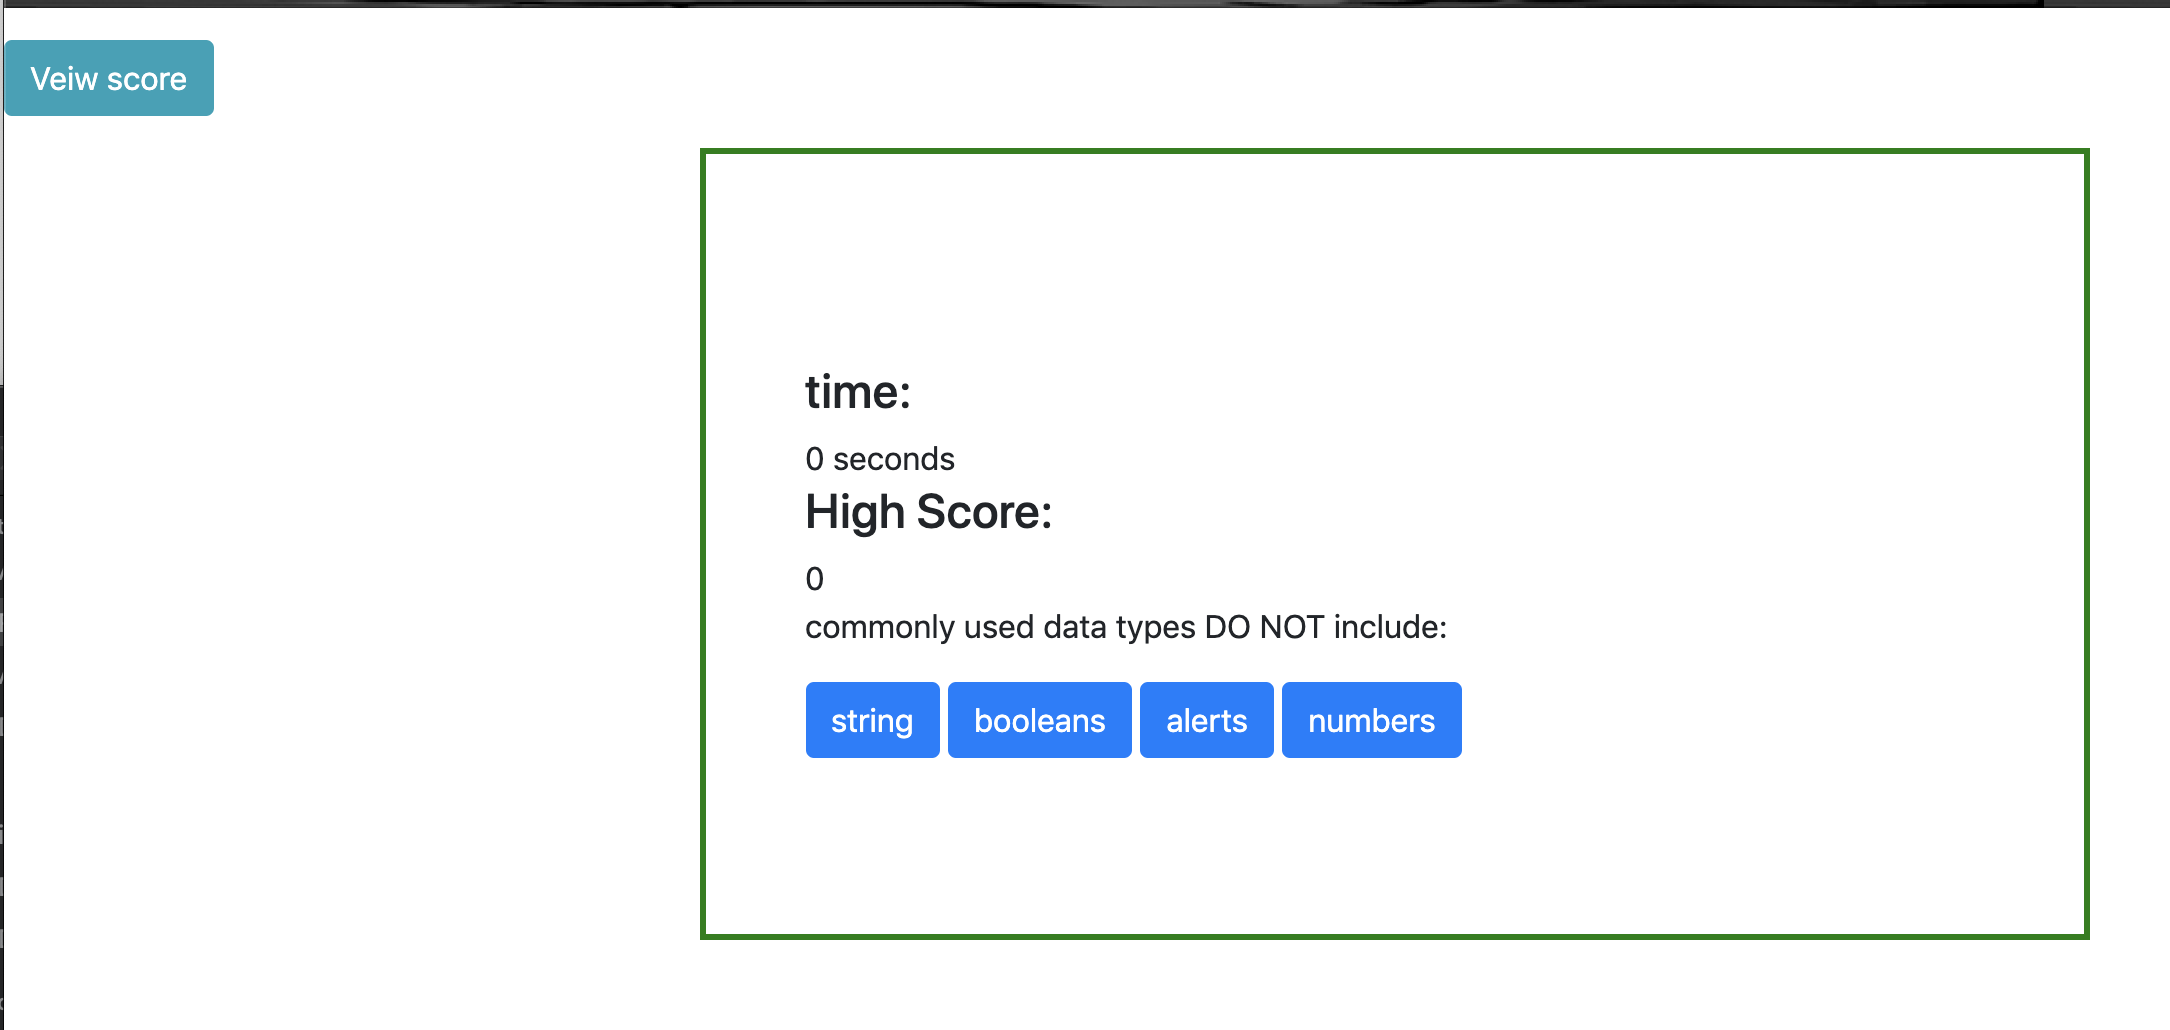 Veiw score
time:
0 seconds
High Score:
0
commonly used data types DO NOT include:
string booleans alerts numbers